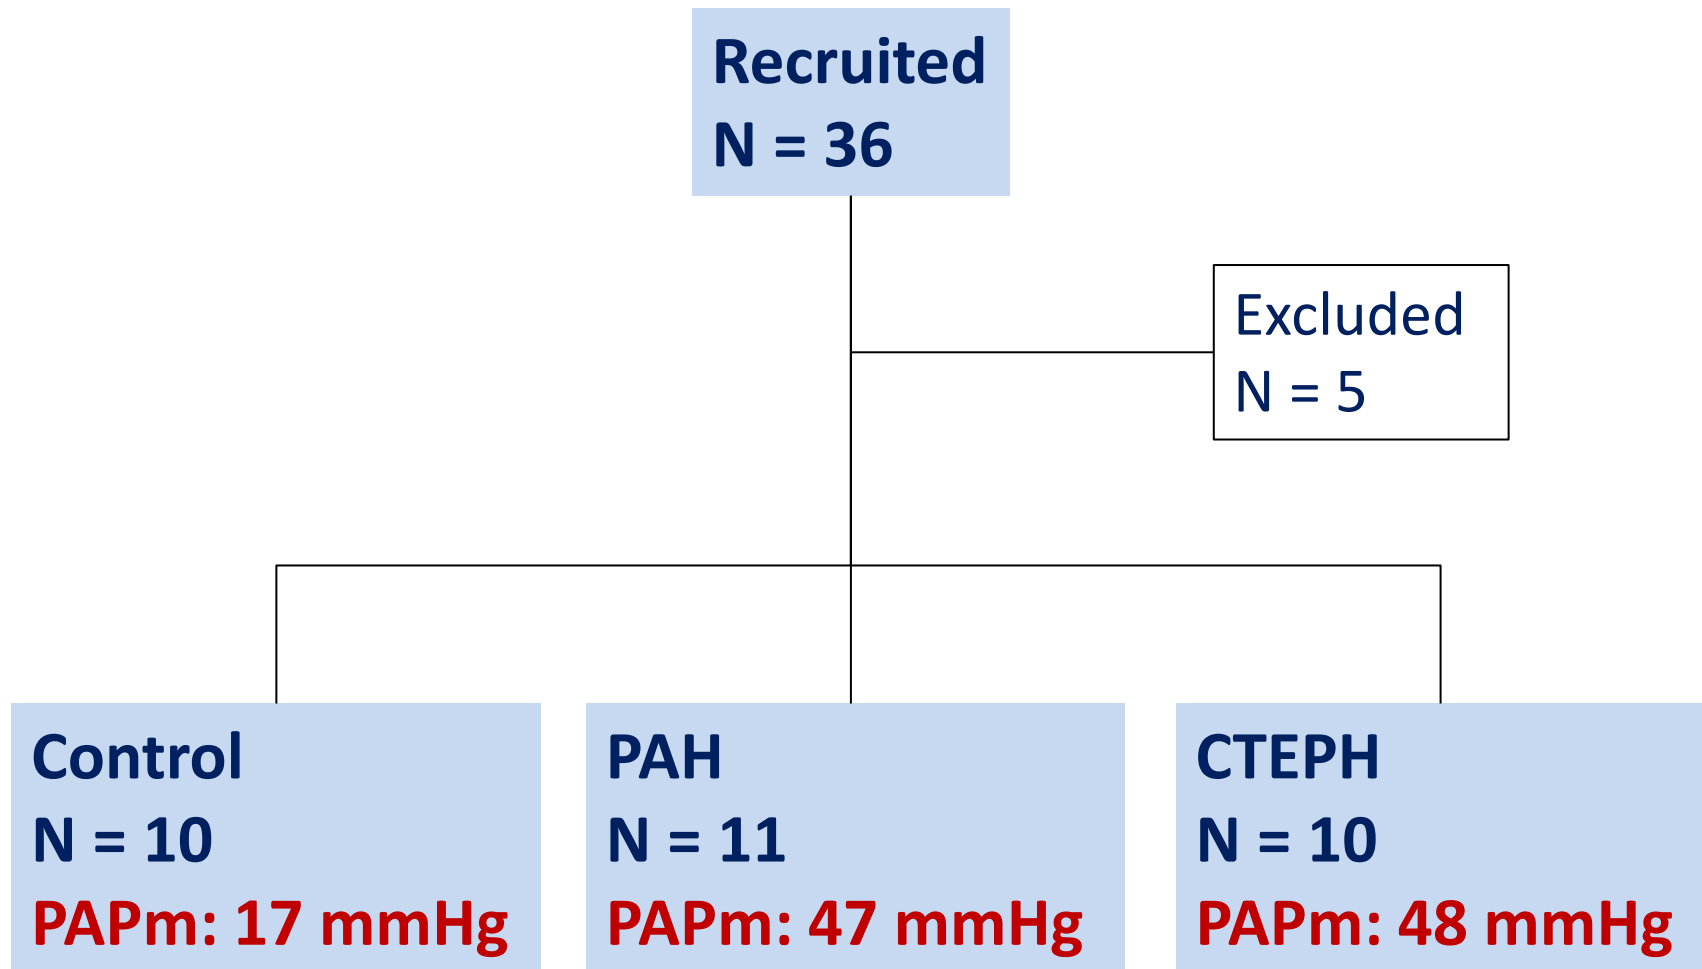 Recruited
N = 36
Excluded
N = 5
Control
N = 10
PAPm: 17 mmHg
PAH
N = 11
PAPm: 47 mmHg
CTEPH
N = 10
PAPm: 48 mmHg